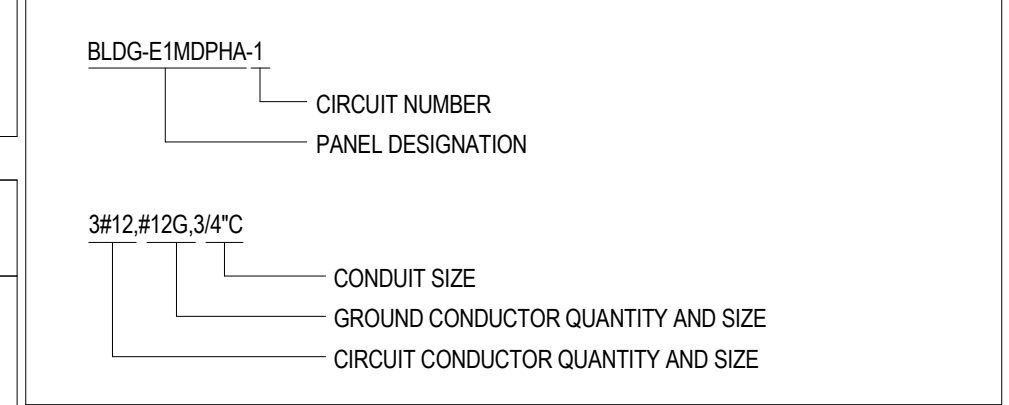 BLDG-E1MDPHA-1
CIRCUIT NUMBER
PANEL DESIGNATION
3#12,#12G,3/4"C
CONDUIT SIZE
GROUND CONDUCTOR QUANTITY AND SIZE
CIRCUIT CONDUCTOR QUANTITY AND SIZE